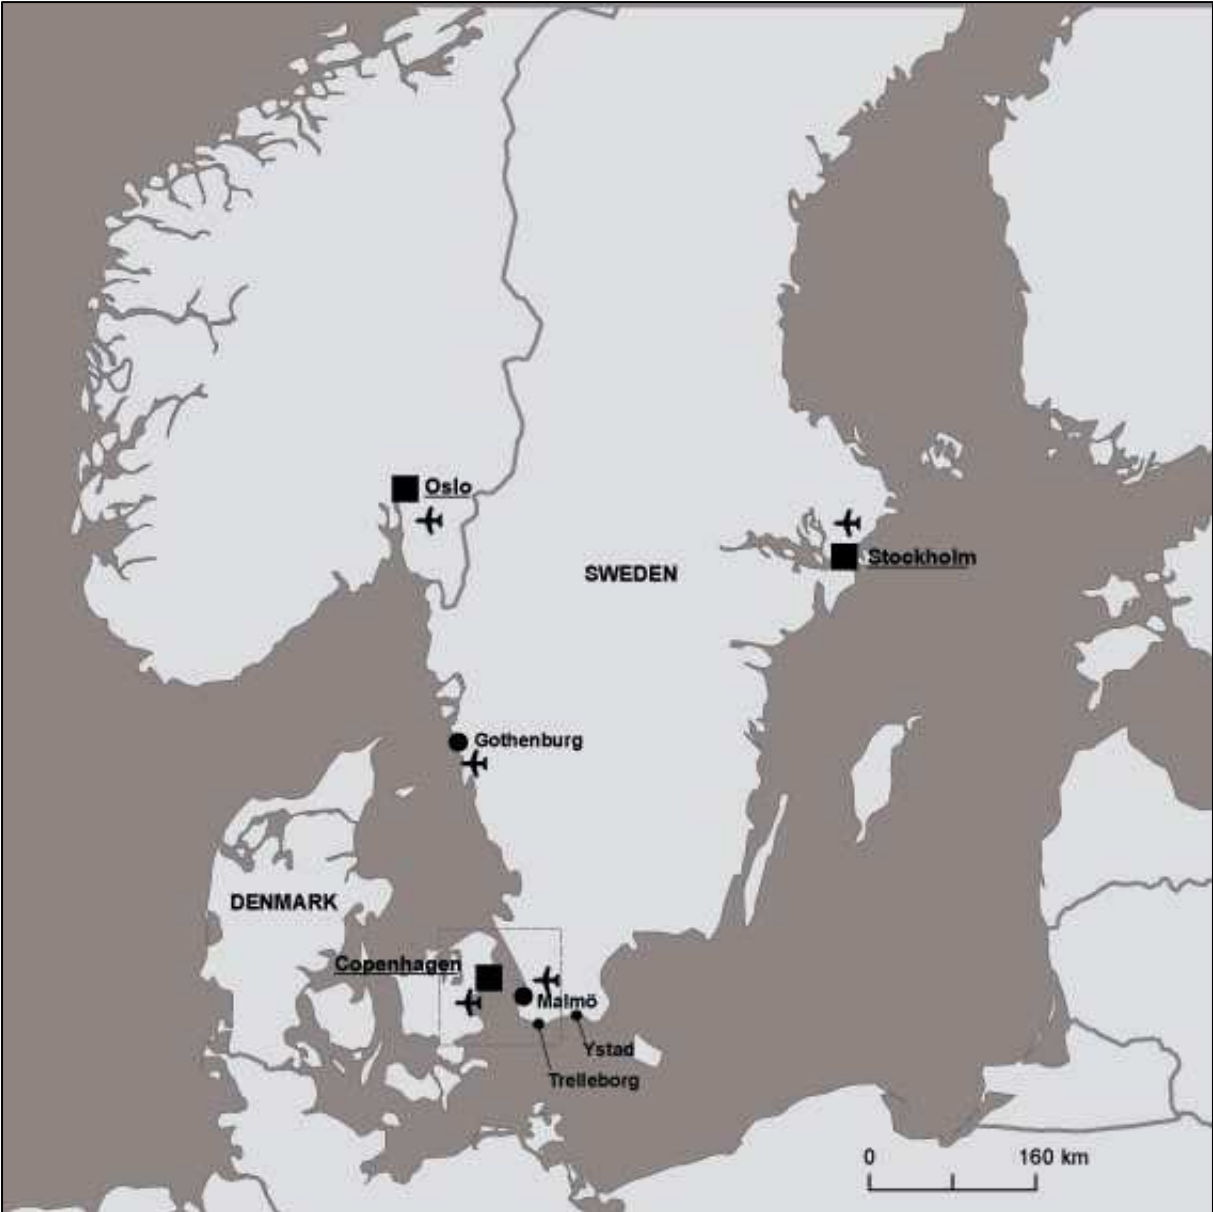 Oslo
Stockholm
SWEDEN
Gothenburg
DENMARK
Copenhagen
Malmö
Ystad
Trelleborg
0 160 km